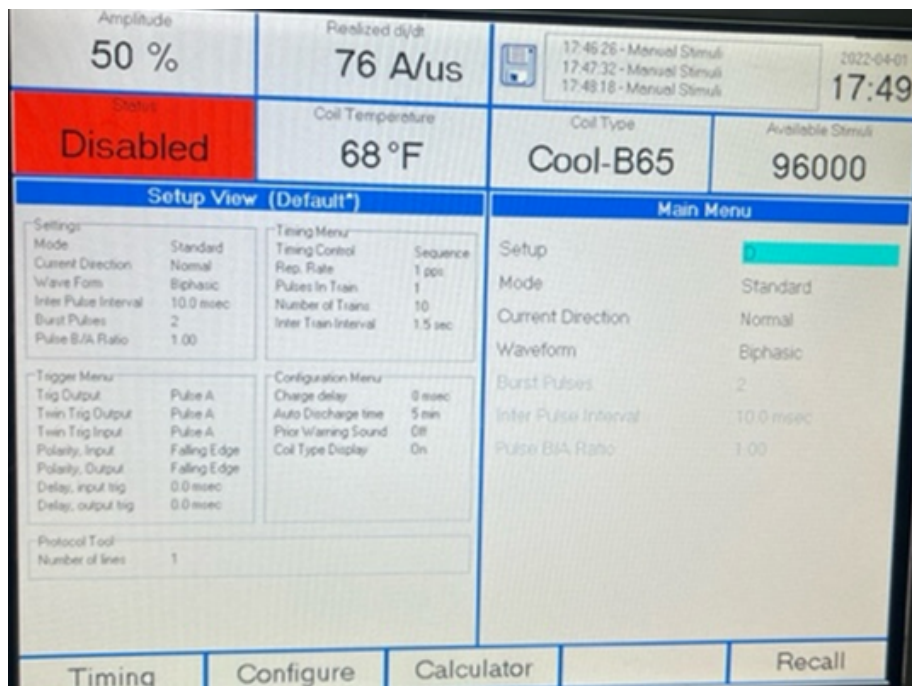 Amplitude
50 %
Realized di/dt
76 A/us
17:46:26 - Manual Stimuli
17:47:32 - Manual Stimuli
17:48:18 - Manual Stimuli
2022-04-01
17:49
Status
Disabled
Coil Temperature
68 °F
Coil Type
Cool-B65
Available Stimuli
96000
Setup View (Default*)
Settings
Mode Standard
Current Direction Normal
Wave Form Biphasic
Inter Pulse Interval 10.0 msec
Burst Pulses 2
Pulse B/A Ratio 1.00
Timing Menu
Timing Control Sequence
Rep. Rate 1 pps
Pulses In Train 1
Number of Trains 10
Inter Train Interval 1.5 sec
Trigger Menu
Trig Output Pulse A
Twin Trig Output Pulse A
Twin Trig Input Pulse A
Polarity, Input Falling Edge
Polarity, Output Falling Edge
Delay, input trig 0.0 msec
Delay, output trig 0.0 msec
Configuration Menu
Charge delay 0 msec
Auto Discharge time 5 min
Prior Warning Sound Off
Coil Type Display On
Protocol Tool
Number of lines 1
Main Menu
Setup 0
Mode Standard
Current Direction Normal
Waveform Biphasic
Burst Pulses 2
Inter Pulse Interval 10.0 msec
Pulse B/A Ratio 1.00
Timing
Configure
Calculator
Recall